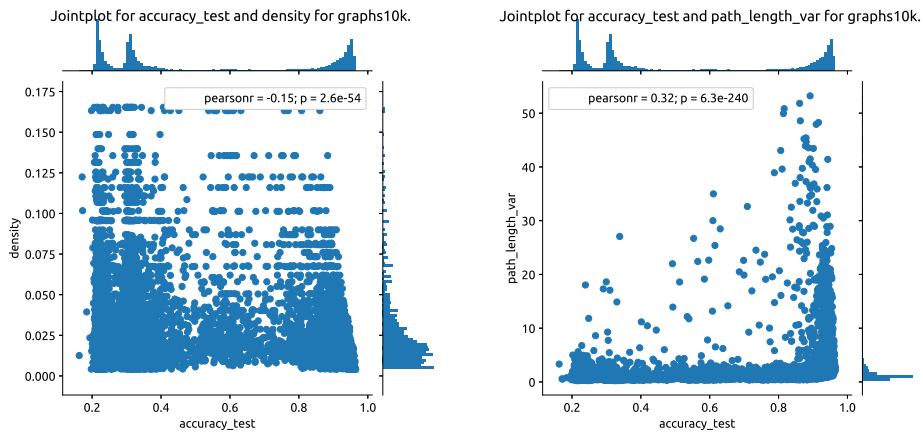 Jointplot for accuracy_test and density for graphs10k.
pearsonr = -0.15; p = 2.6e-54
0.175
0.150
0.125
0.100
0.075
0.050
0.025
0.000
density
0.2 0.4 0.6 0.8 1.0
accuracy_test
Jointplot for accuracy_test and path_length_var for graphs10k.
pearsonr = 0.32; p = 6.3e-240
50
40
30
20
10
0
path_length_var
0.2 0.4 0.6 0.8 1.0
accuracy_test